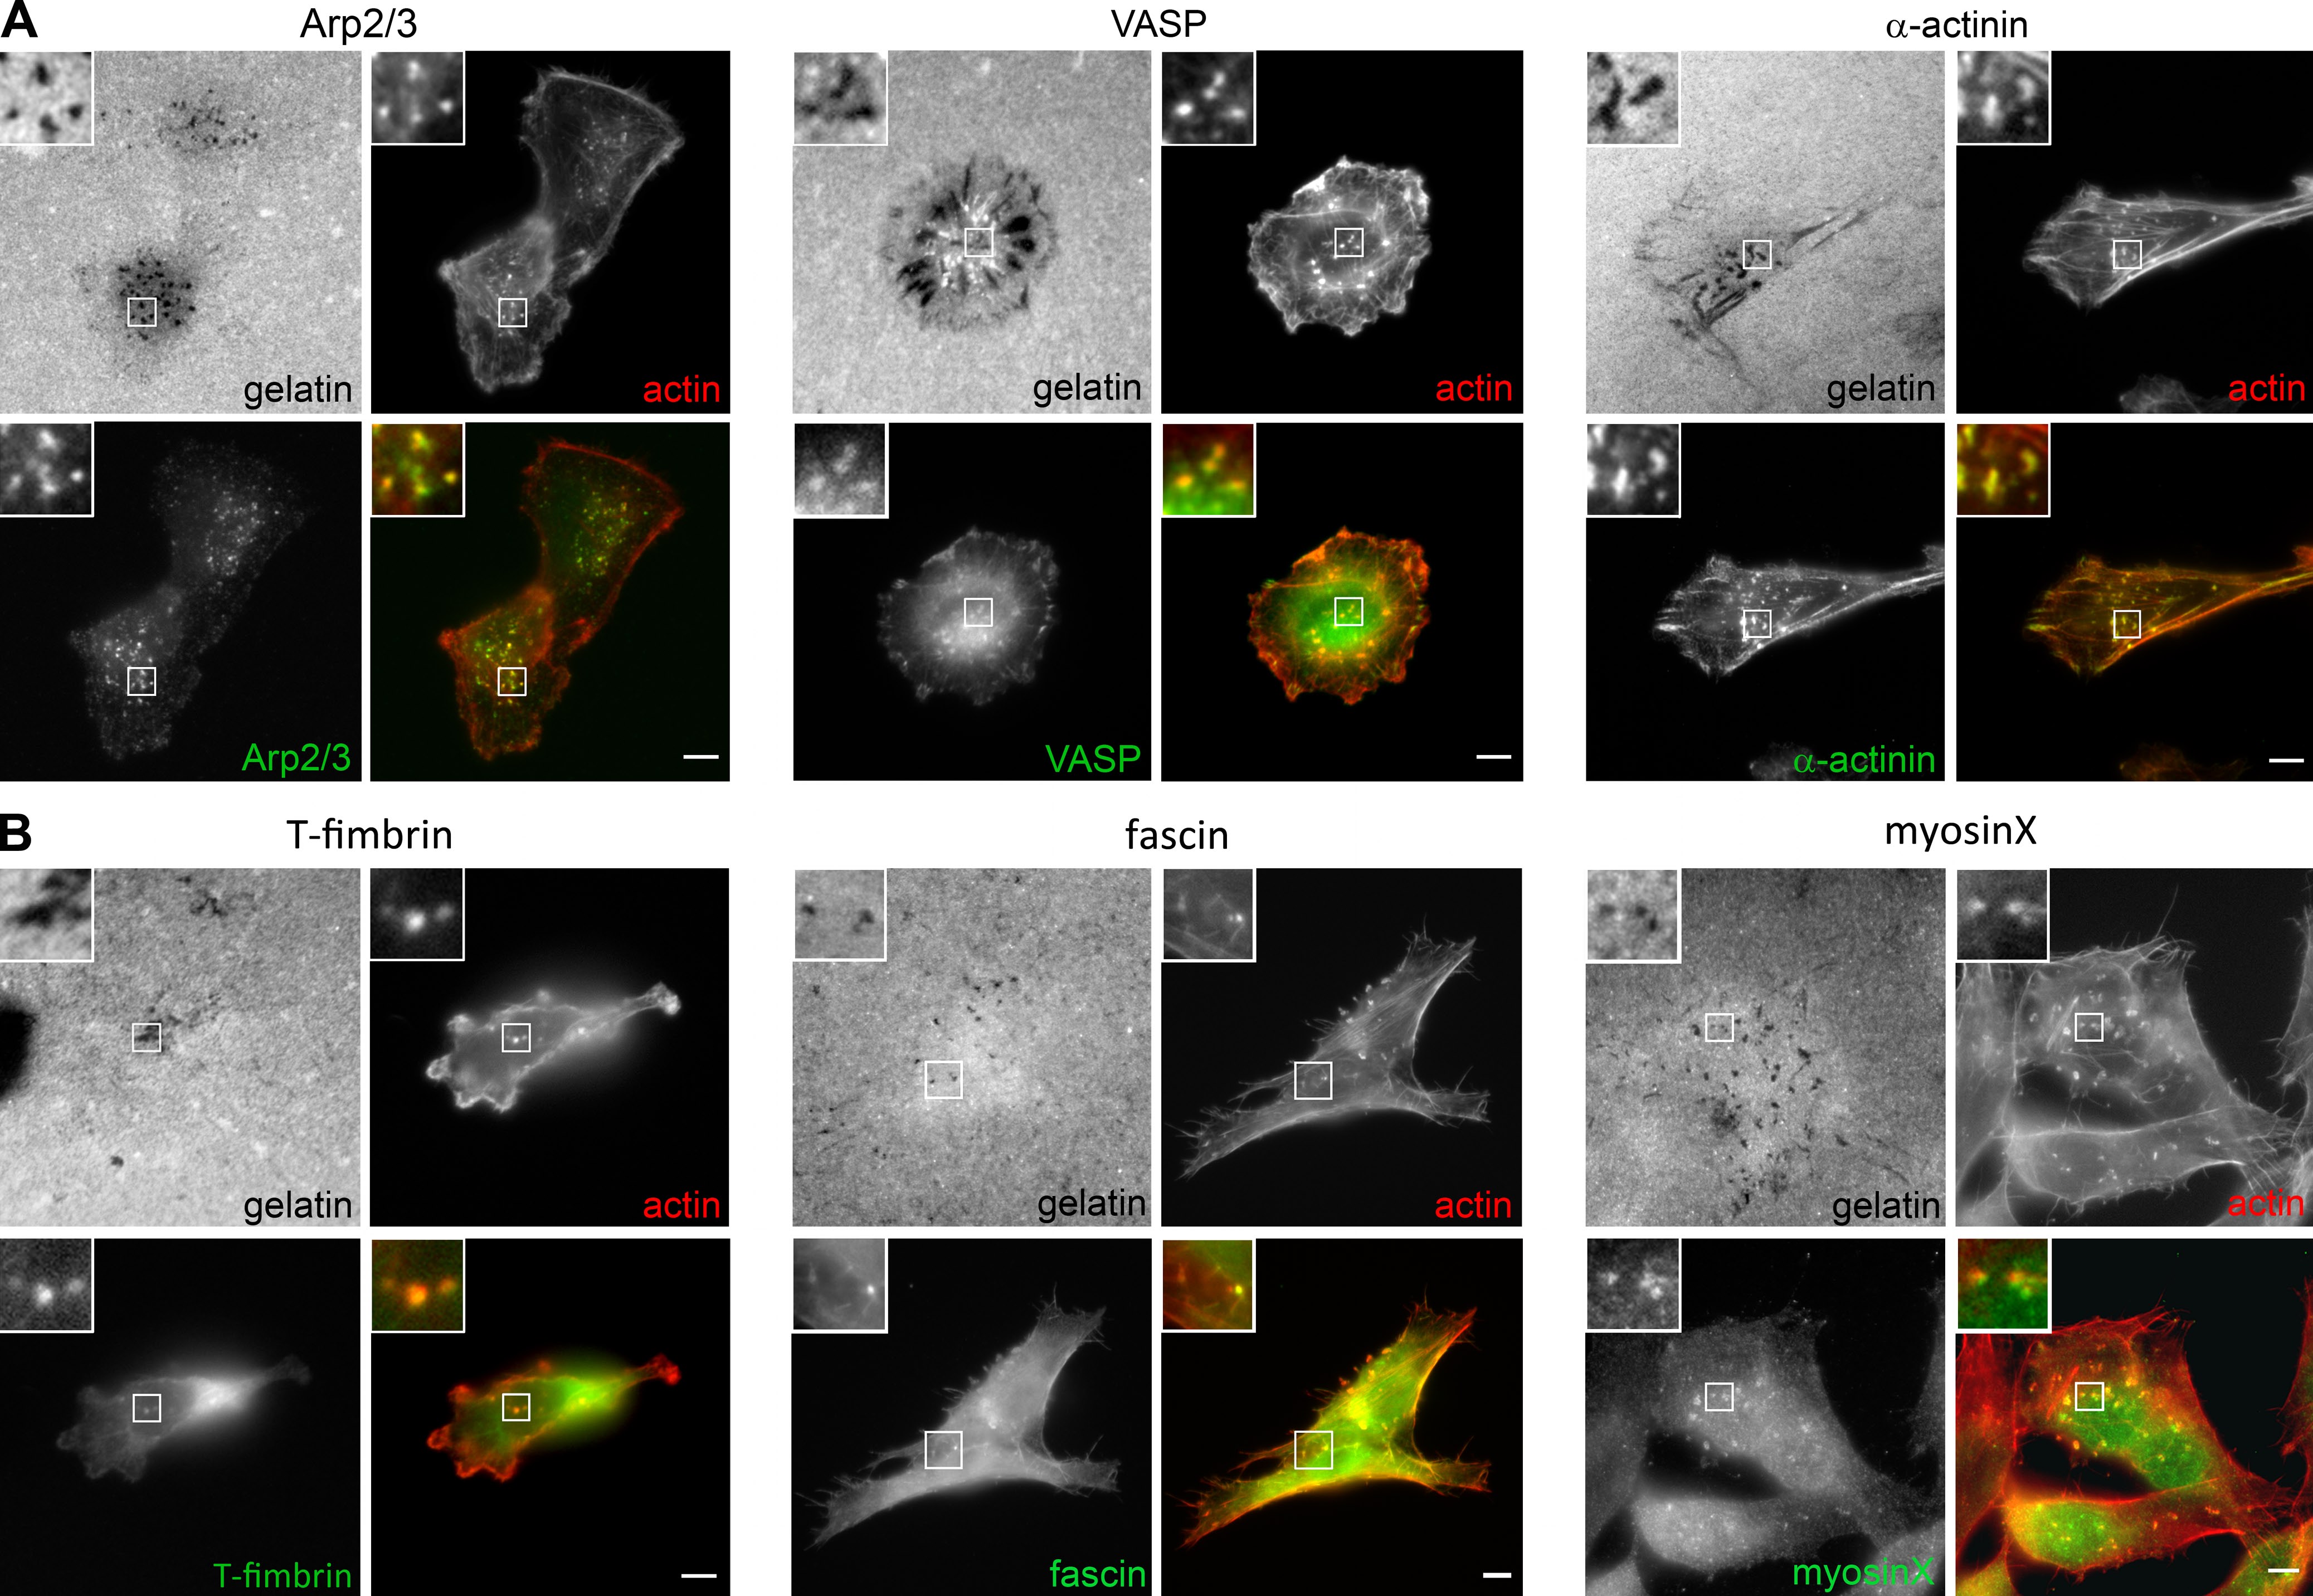 A
Arp2/3
VASP
α-actinin
gelatin
actin
gelatin
actin
gelatin
actin
Arp2/3
VASP
α-actinin
B
T-fimbrin
fascin
myosinX
gelatin
actin
gelatin
actin
gelatin
actin
T-fimbrin
fascin
myosinX